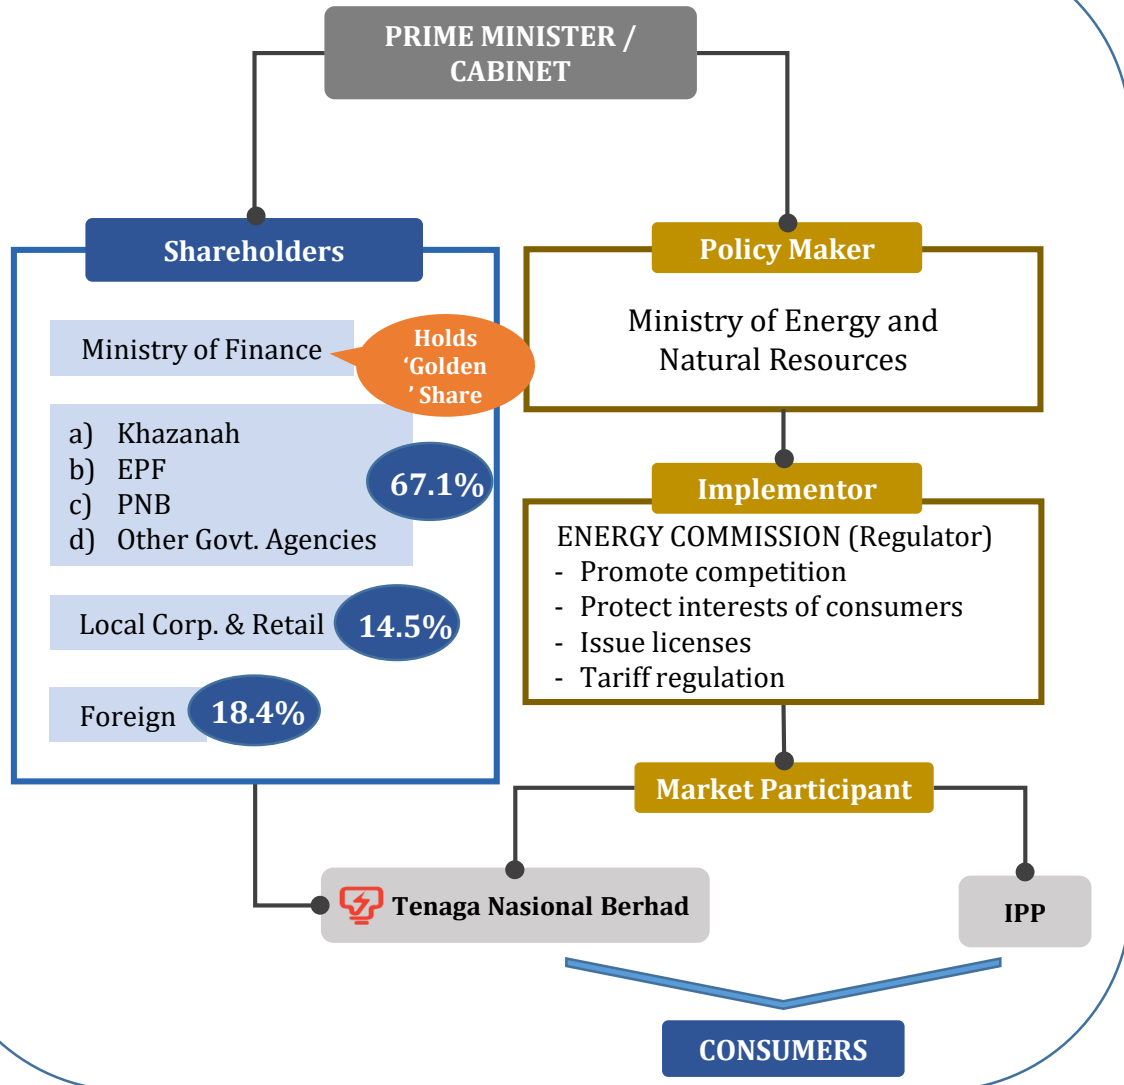 PRIME MINISTER /
CABINET
Shareholders
Ministry of Finance
Holds
‘Golden
’ Share
a) Khazanah
b) EPF
c) PNB
d) Other Govt. Agencies
67.1%
Local Corp. & Retail
14.5%
Foreign
18.4%
Policy Maker
Ministry of Energy and
Natural Resources
Implementor
ENERGY COMMISSION (Regulator)
- Promote competition
- Protect interests of consumers
- Issue licenses
- Tariff regulation
Market Participant
Tenaga Nasional Berhad
IPP
CONSUMERS